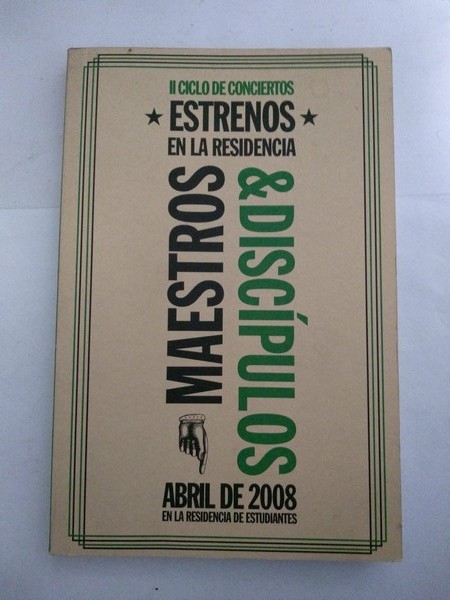 II CICLO DE CONCIERTOS
ESTRENOS
EN LA RESIDENCIA
MAESTROS
& DISCÍPULOS
ABRIL DE 2008
EN LA RESIDENCIA DE ESTUDIANTES